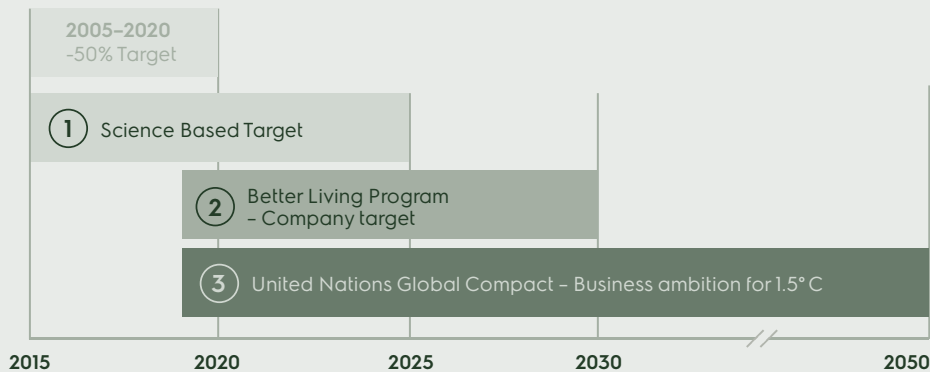 2005–2020
-50% Target
1 Science Based Target
2 Better Living Program
– Company target
3 United Nations Global Compact – Business ambition for 1.5° C
2015 2020 2025 2030 2050